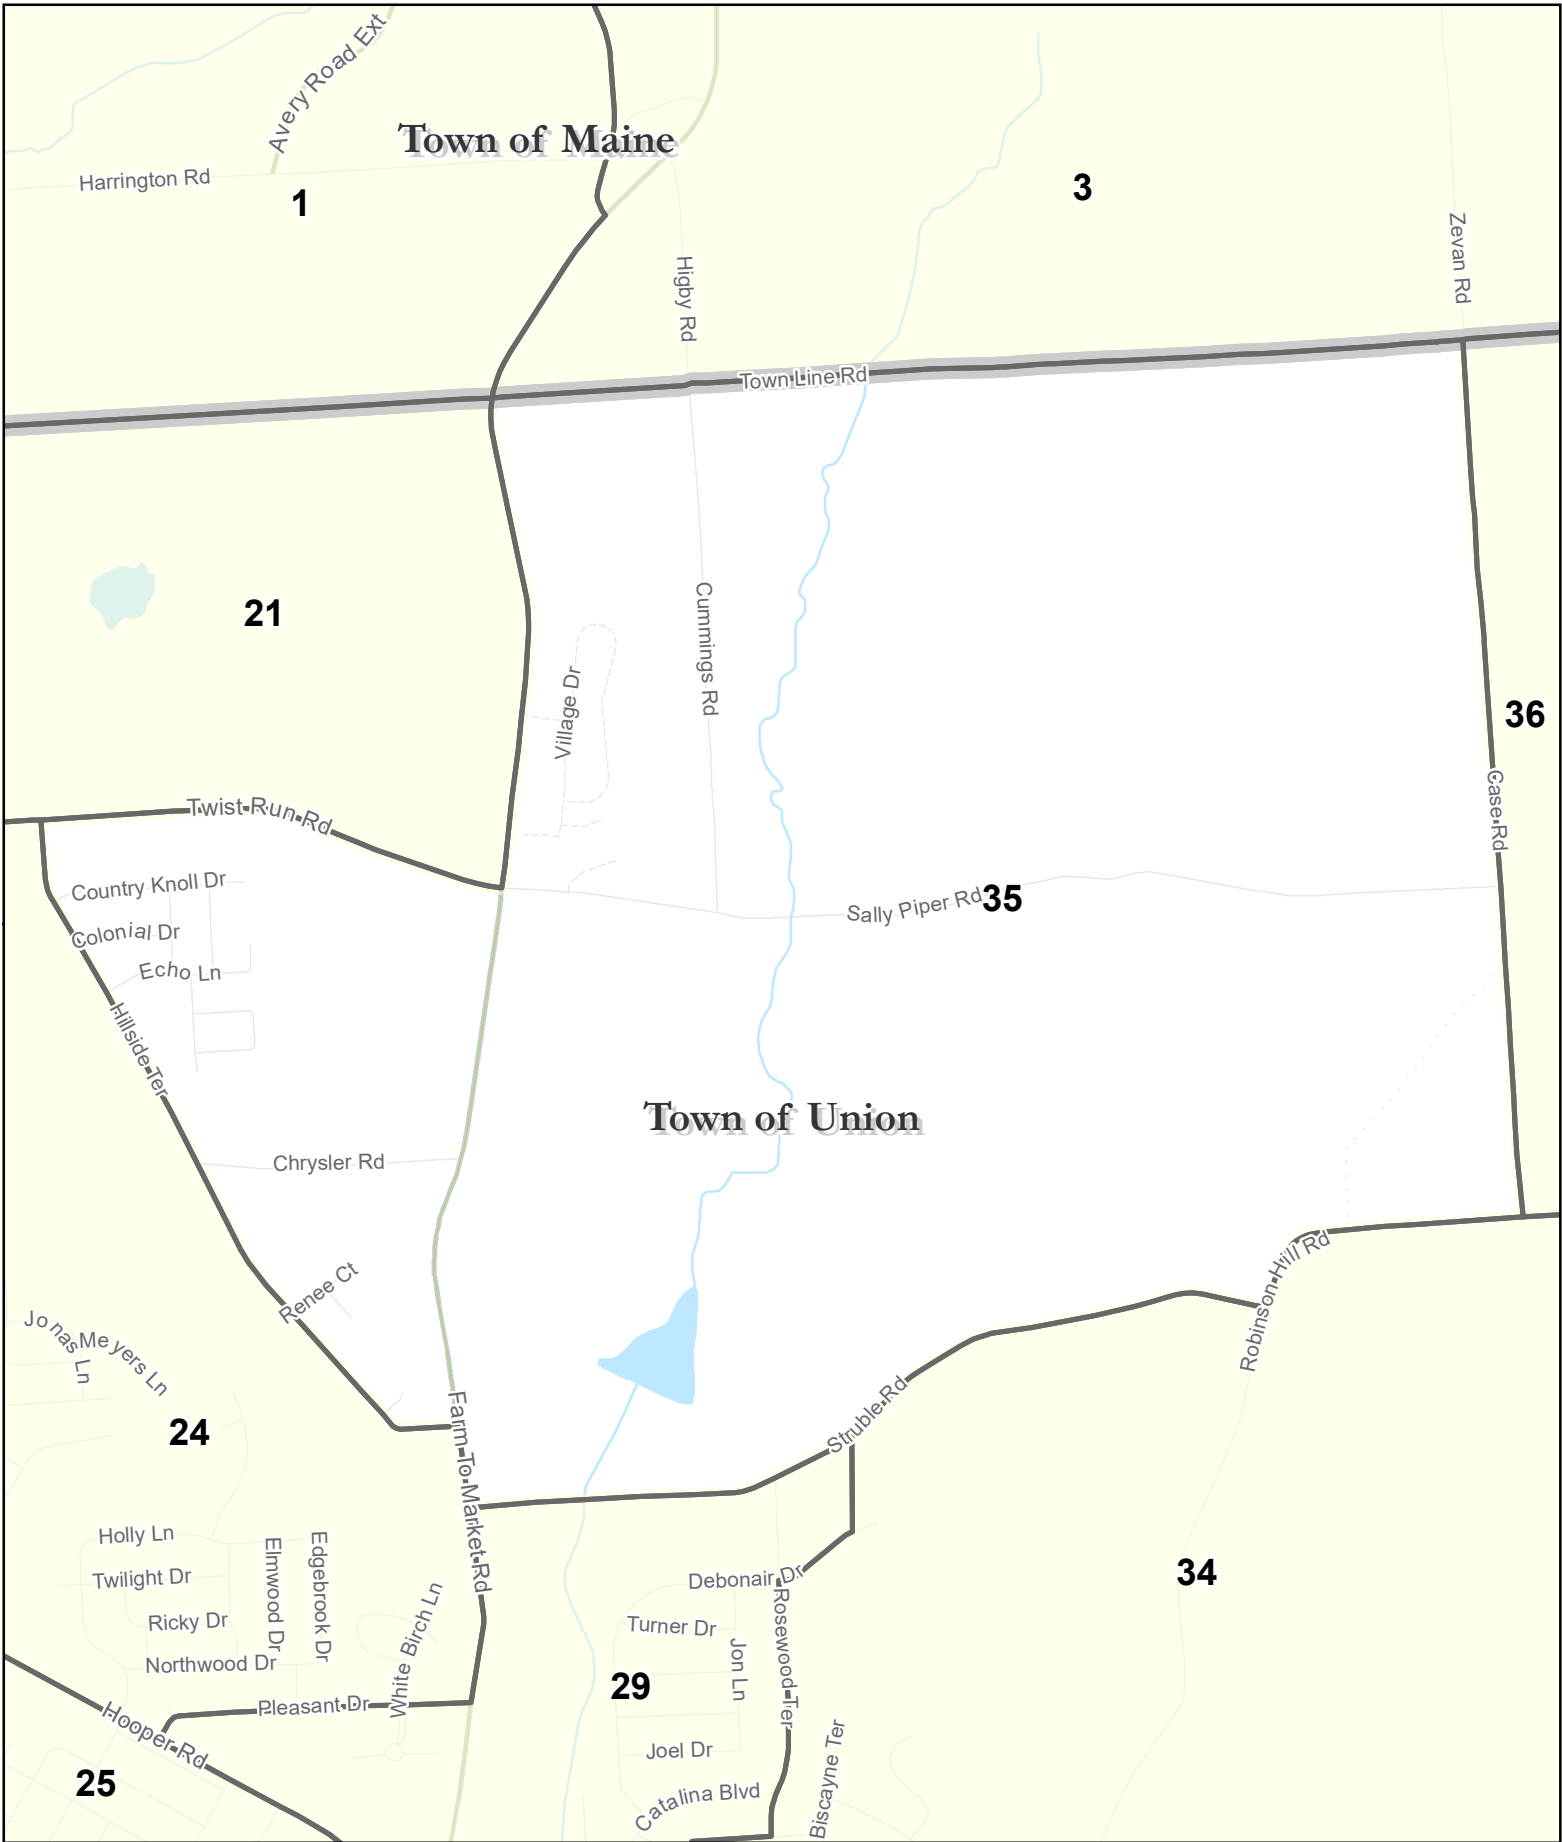 Avery Road Ext
Town of Maine
Harrington Rd
1
3
Higby Rd
Zevan Rd
Town Line Rd
21
Cummings Rd
Village Dr
36
Case Rd
Twist Run Rd
Country Knoll Dr
Colonial Dr
Echo Ln
Sally Piper Rd
35
Hillside Ter
Town of Union
Chrysler Rd
Renee Ct
Robinson Hill Rd
Jonas Ln
Meyers Ln
24
Farm To Market Rd
Struble Rd
Holly Ln
Twilight Dr
Ricky Dr
Northwood Dr
Elmwood Dr
Edgebrook Dr
White Birch Ln
Pleasant Dr
Hooper Rd
25
Debonair Dr
Turner Dr
Jon Ln
Rosewood Ter
29
34
Joel Dr
Catalina Blvd
Biscayne Ter